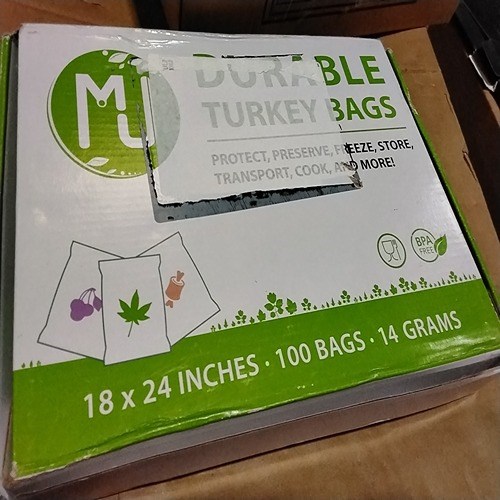 MU
DURABLE
TURKEY BAGS
PROTECT, PRESERVE, FREEZE, STORE,
TRANSPORT, COOK, AND MORE!
BPA
FREE
18 x 24 INCHES · 100 BAGS · 14 GRAMS